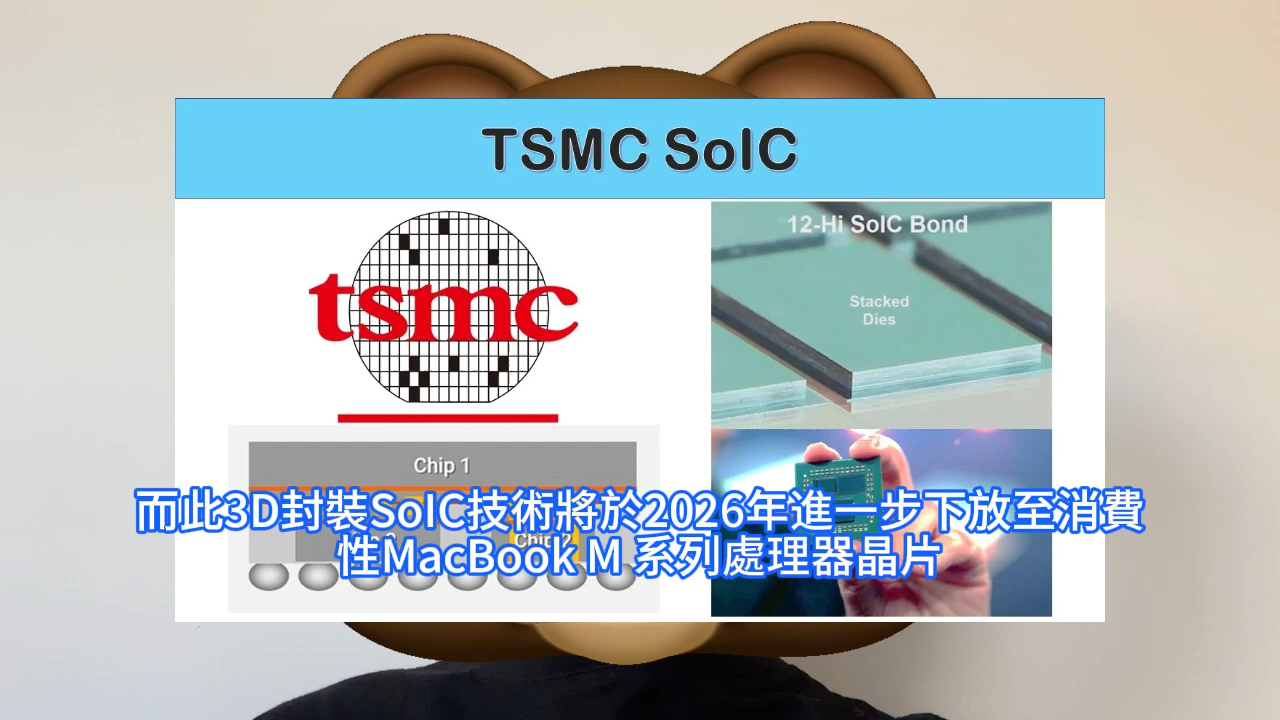 TSMC SoIC
tsmc
12-Hi SoIC Bond
Stacked
Dies
Chip 1
而此3D封裝SoIC技術將於2026年進一步下放至消費
性MacBook M 系列處理器晶片